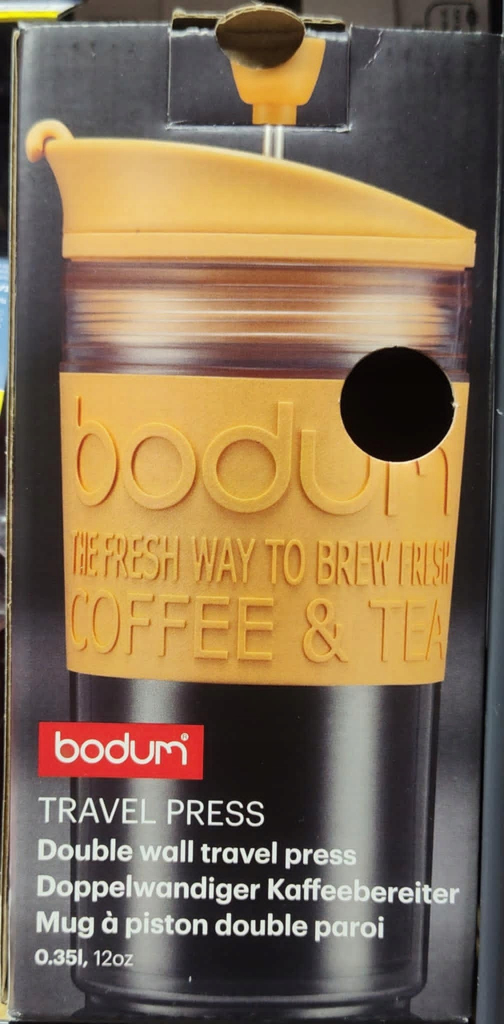 bodum
THE FRESH WAY TO BREW FRESH
COFFEE & TEA
bodum®
TRAVEL PRESS
Double wall travel press
Doppelwandiger Kaffeebereiter
Mug à piston double paroi
0.35l, 12oz